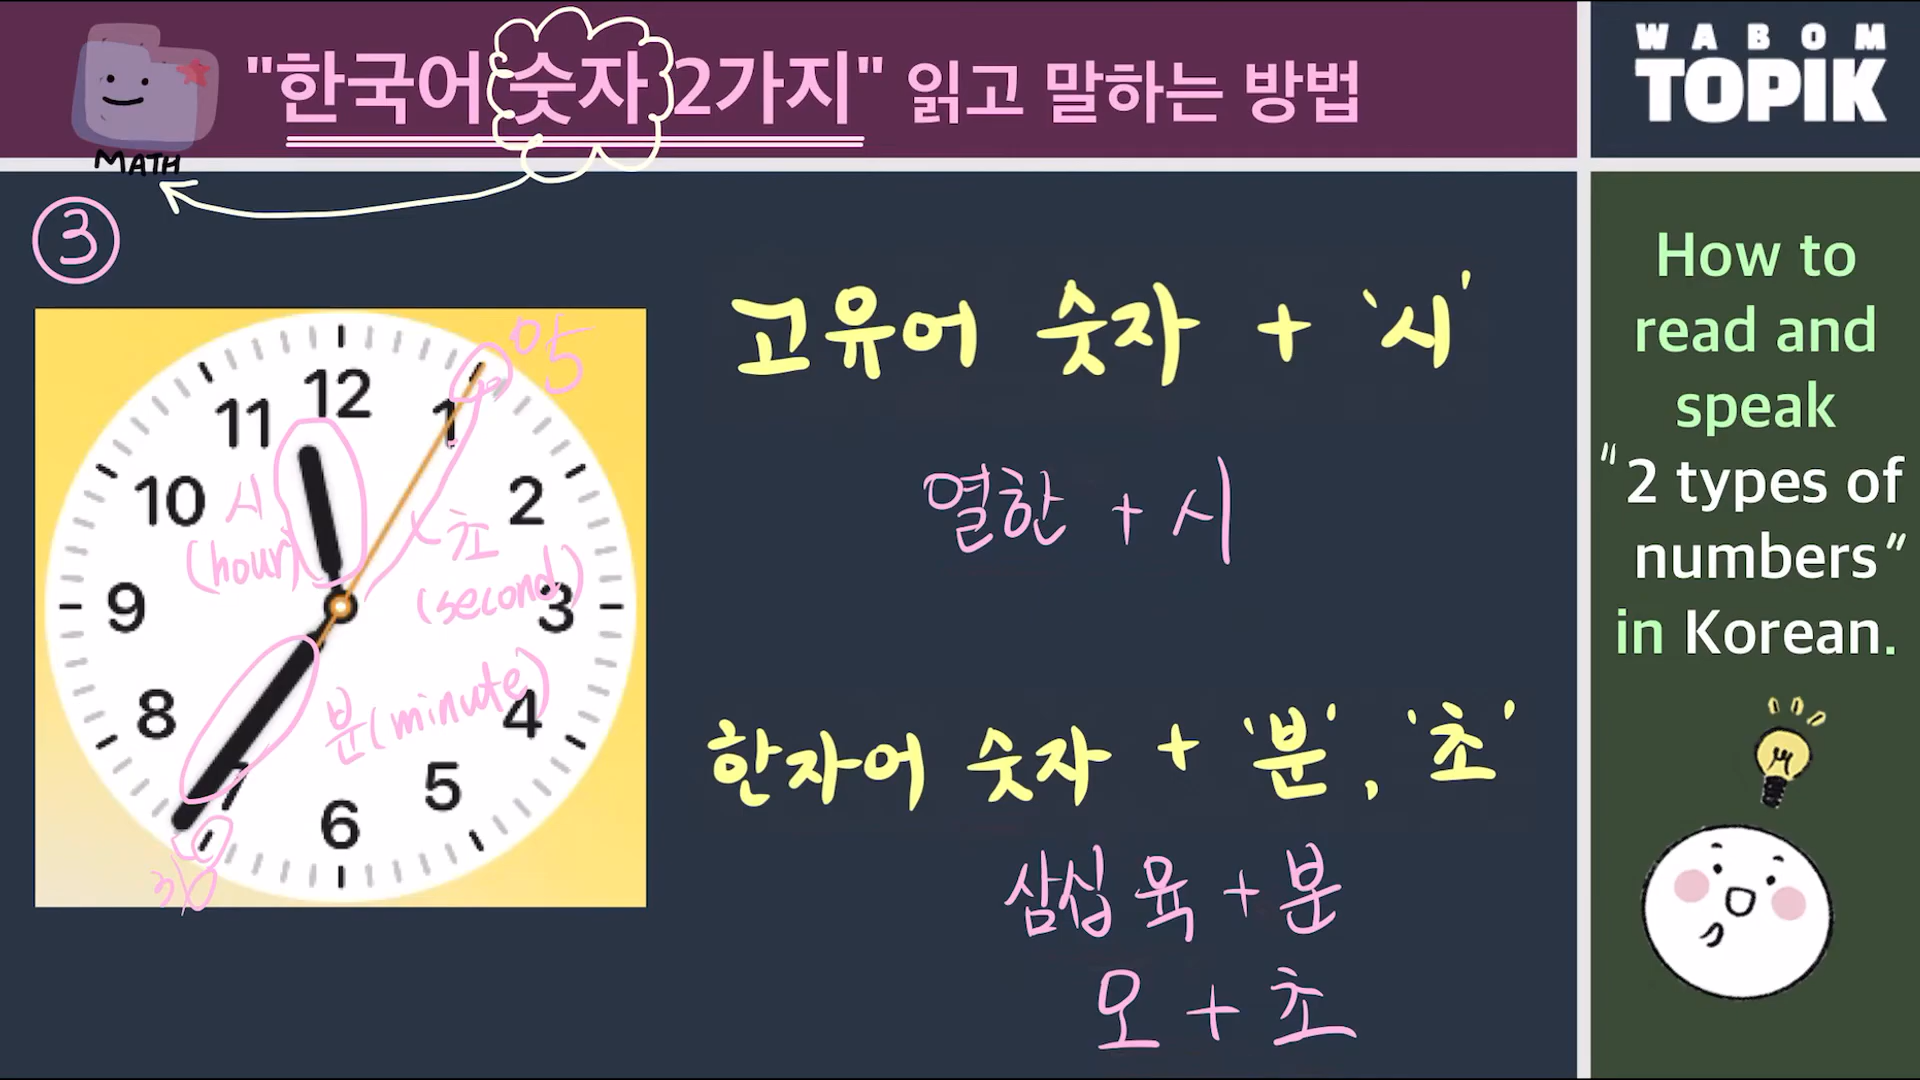 "한국어 숫자 2가지" 읽고 말하는 방법
MATH
WABOM
TOPIK
3
고유어 숫자 + '시'
열한 + 시
한자어 숫자 + '분', '초'
삼십 육 + 분
오 + 초
12
1
2
3
4
5
6
7
8
9
10
11
약5
시
(hour)
초
(second)
분(minute)
36
How to
read and
speak
"2 types of
numbers"
in Korean.